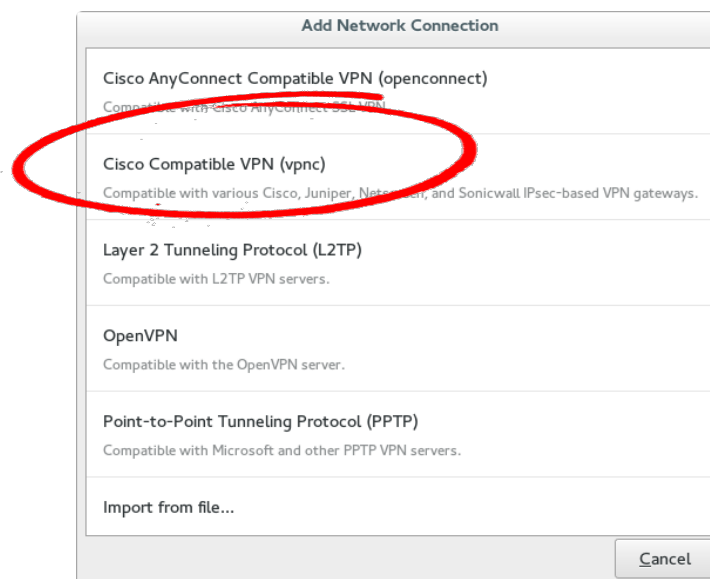 Add Network Connection
Cisco AnyConnect Compatible VPN (openconnect)
Compatible with Cisco AnyConnect SSL VPN.
Cisco Compatible VPN (vpnc)
Compatible with various Cisco, Juniper, Netscreen, and Sonicwall IPsec-based VPN gateways.
Layer 2 Tunneling Protocol (L2TP)
Compatible with L2TP VPN servers.
OpenVPN
Compatible with the OpenVPN server.
Point-to-Point Tunneling Protocol (PPTP)
Compatible with Microsoft and other PPTP VPN servers.
Import from file...
Cancel